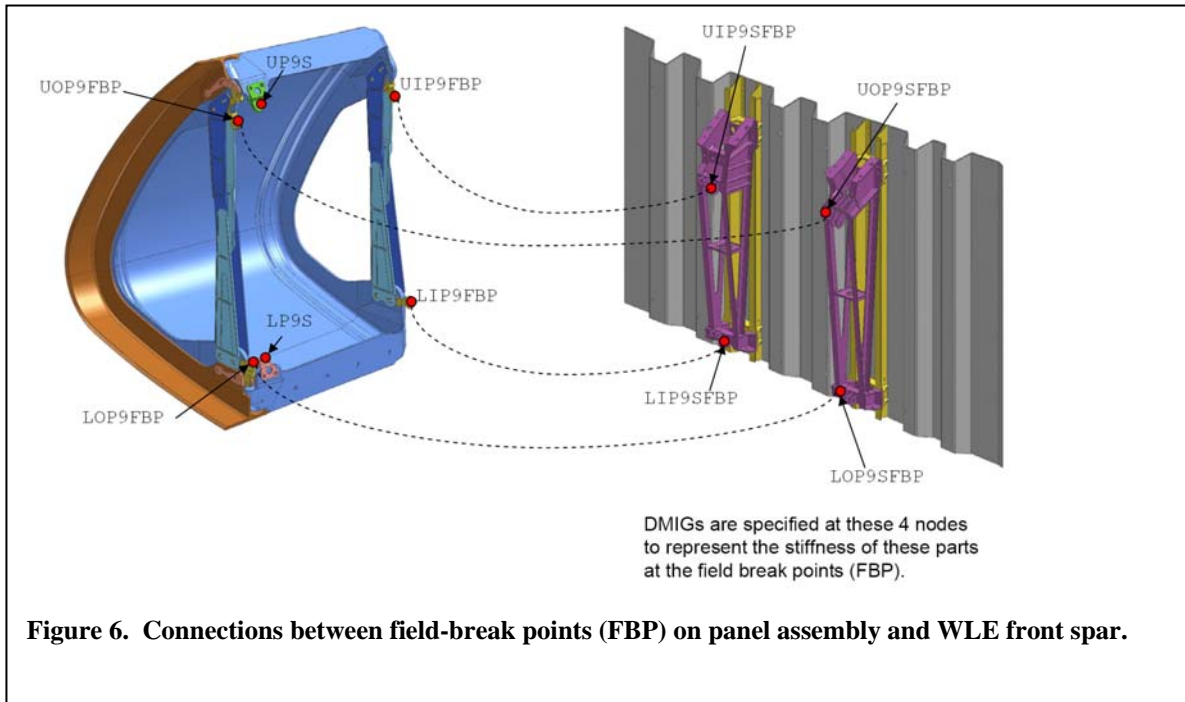 UP9S
UOP9FBP
UIP9FBP
LIP9FBP
LP9S
LOP9FBP
UIP9SFBP
UOP9SFBP
LIP9SFBP
LOP9SFBP
DMIGs are specified at these 4 nodes
to represent the stiffness of these parts
at the field break points (FBP).
Figure 6. Connections between field-break points (FBP) on panel assembly and WLE front spar.